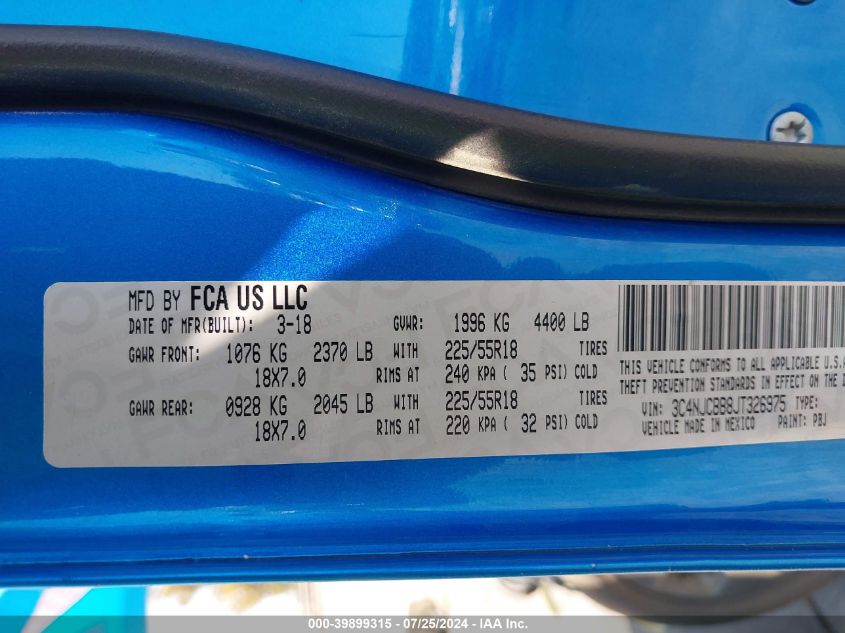 MFD BY FCA US LLC
DATE OF MFR(BUILT): 3-18 GVWR: 1996 KG 4400 LB
GAWR FRONT: 1076 KG 2370 LB WITH 225/55R18 TIRES
18X7.0 RIMS AT 240 KPA ( 35 PSI) COLD
GAWR REAR: 0928 KG 2045 LB WITH 225/55R18 TIRES
18X7.0 RIMS AT 220 KPA ( 32 PSI) COLD
THIS VEHICLE CONFORMS TO ALL APPLICABLE U.S.A
THEFT PREVENTION STANDARDS IN EFFECT ON THE
VIN: 3C4NJCBB8JT326975 TYPE:
VEHICLE MADE IN MEXICO PAINT: PBJ
000-39899315 - 07/25/2024 - IAA Inc.